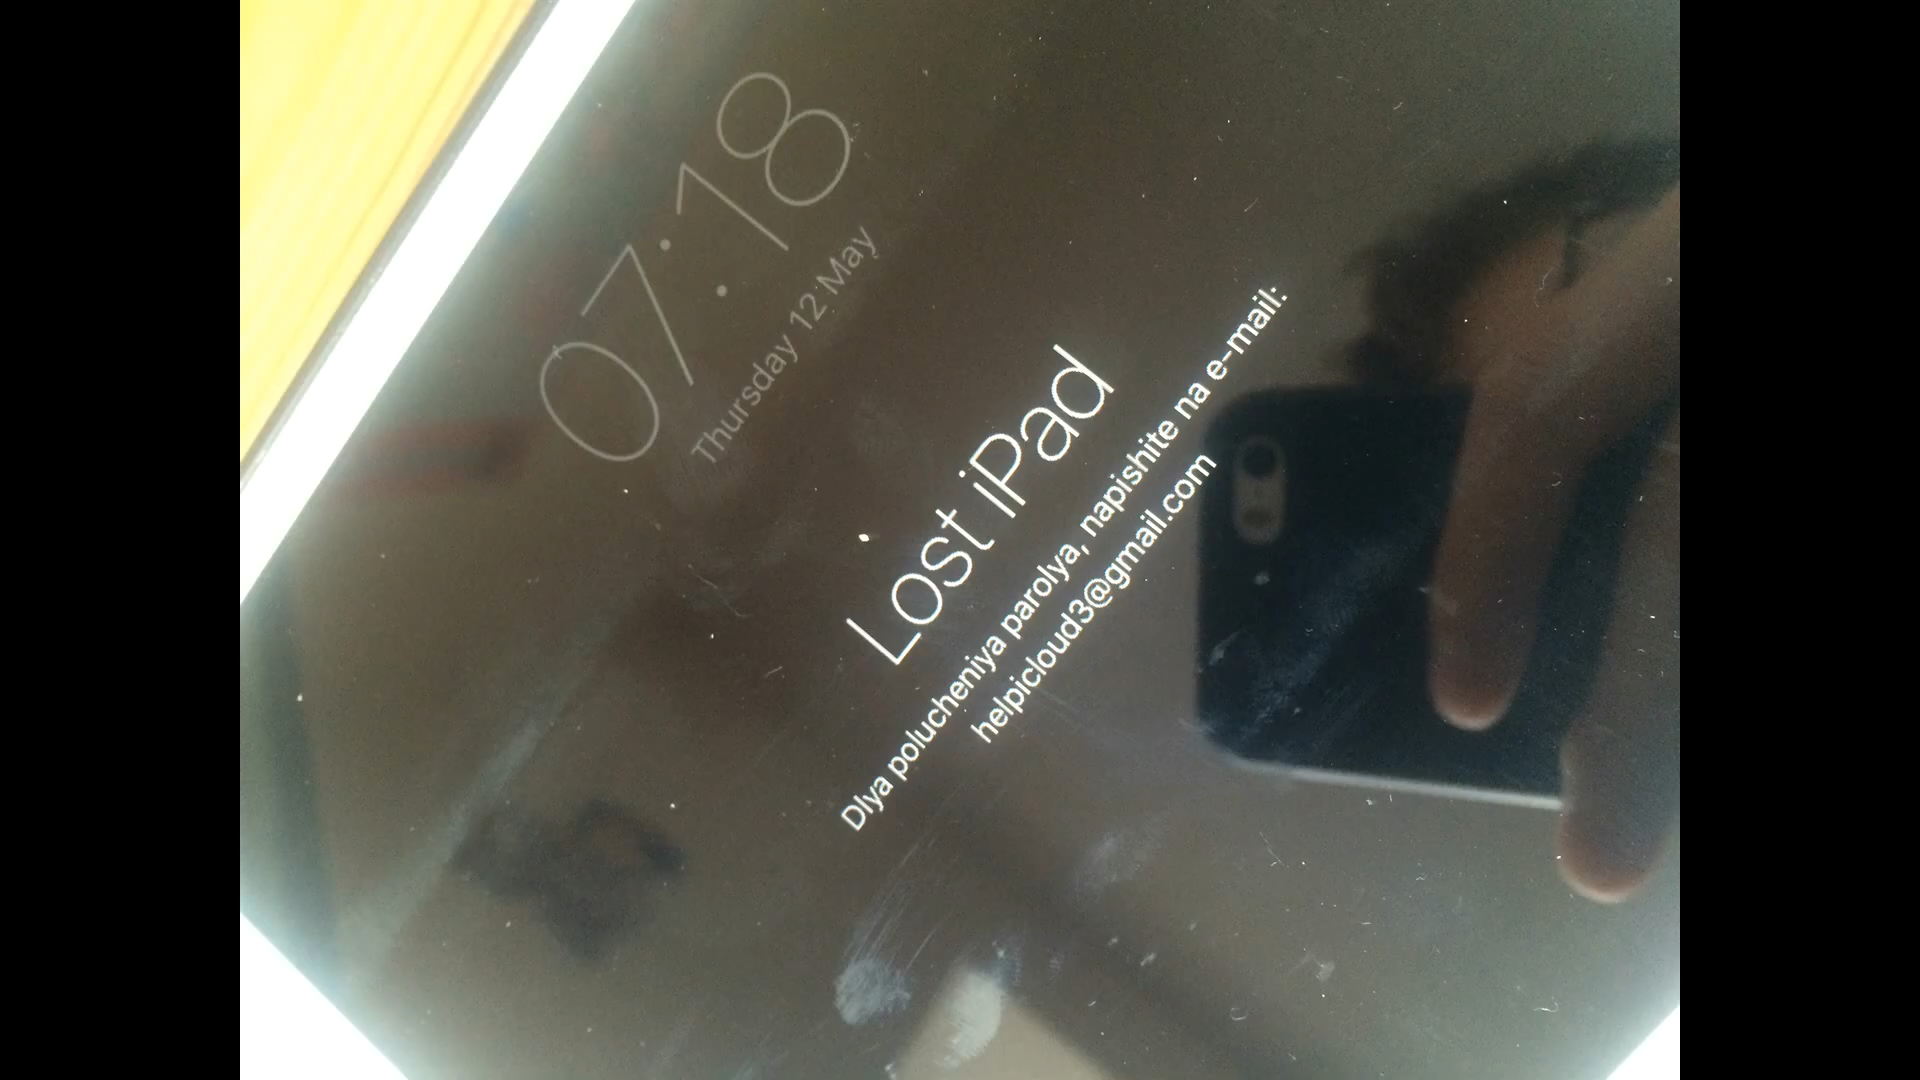 07:18
Thursday 12 May
Lost iPad
Dlya polucheniya parolya, napishite na e-mail:
helpicloud3@gmail.com